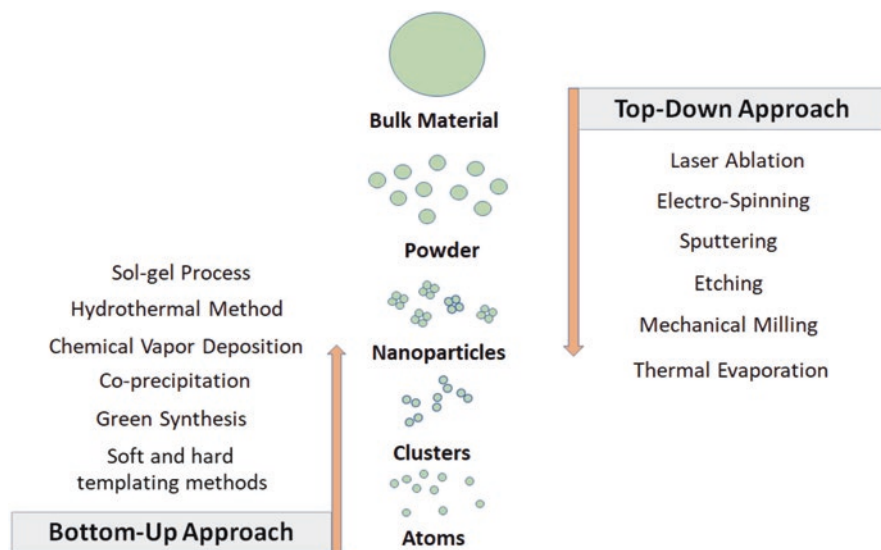 Bulk Material
Powder
Nanoparticles
Clusters
Atoms
Top-Down Approach
Laser Ablation
Electro-Spinning
Sputtering
Etching
Mechanical Milling
Thermal Evaporation
Sol-gel Process
Hydrothermal Method
Chemical Vapor Deposition
Co-precipitation
Green Synthesis
Soft and hard
templating methods
Bottom-Up Approach